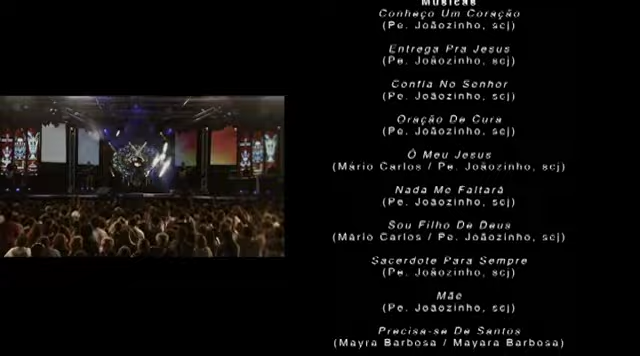 Músicas
Conheço Um Coração
(Pe. Joãozinho, scj)
Entrega Pra Jesus
(Pe. Joãozinho, scj)
Confia No Senhor
(Pe. Joãozinho, scj)
Oração De Cura
(Pe. Joãozinho, scj)
Ó Meu Jesus
(Mário Carlos / Pe. Joãozinho, scj)
Nada Me Faltará
(Pe. Joãozinho, scj)
Sou Filho De Deus
(Mário Carlos / Pe. Joãozinho, scj)
Sacerdote Para Sempre
(Pe. Joãozinho, scj)
Mãe
(Pe. Joãozinho, scj)
Precisa-se De Santos
(Mayra Barbosa / Mayara Barbosa)